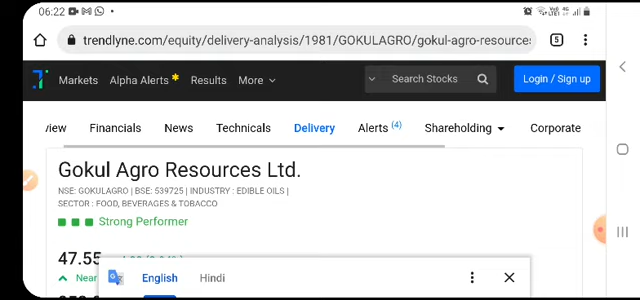 06:22
trendlyne.com/equity/delivery-analysis/1981/GOKULAGRO/gokul-agro-resources
5
Markets Alpha Alerts Results More Search Stocks Login / Sign up
Financials News Technicals Delivery Alerts (4) Shareholding Corporate
Gokul Agro Resources Ltd.
NSE: GOKULAGRO | BSE: 539725 | INDUSTRY : EDIBLE OILS |
SECTOR : FOOD, BEVERAGES & TOBACCO
Strong Performer
47.55
Near
English Hindi